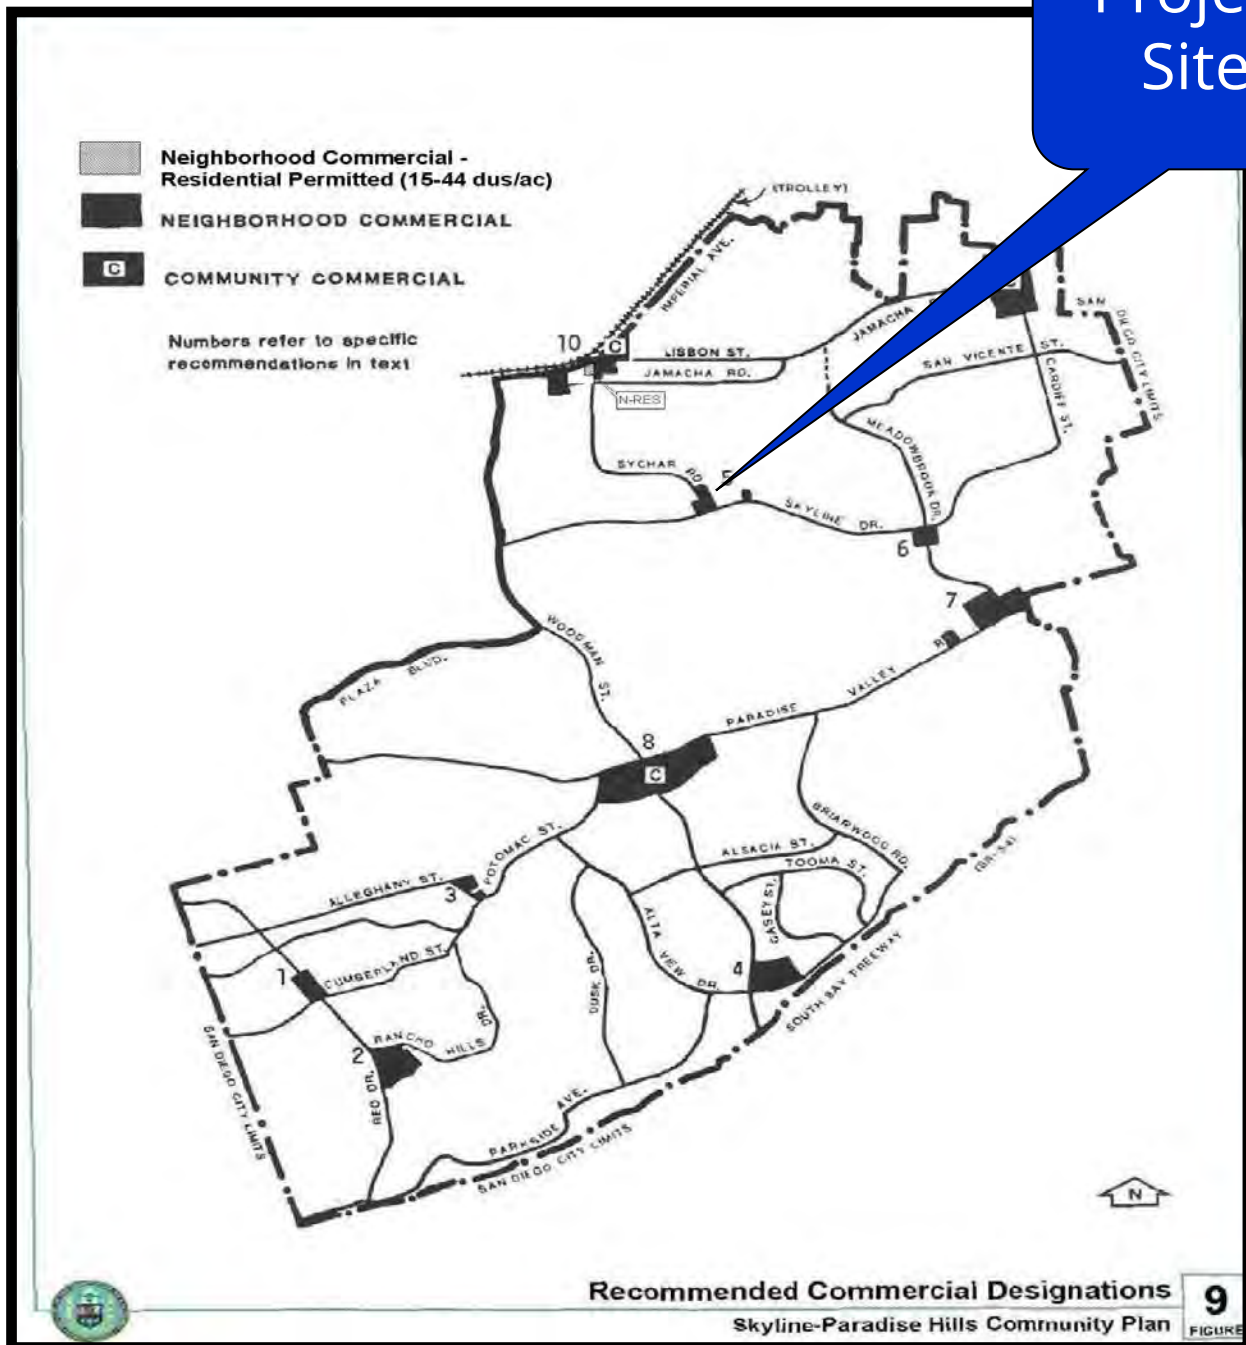 Site
Neighborhood Commercial -
Residential Permitted (15-44 dus/ac)
NEIGHBORHOOD COMMERCIAL
C
COMMUNITY COMMERCIAL
Numbers refer to specific
recommendations in text
(TROLLEY)
IMPERIAL AVE.
10
C
LISBON ST.
JAMACHA RD.
N-RES
JAMACHA
SAN VICENTE ST.
CARDIFF ST.
SAN DIEGO CITY LIMITS
MEADOWBROOK DR.
SYCHAR RD
5
SKYLINE DR.
6
7
WOODMAN ST.
PLAZA BLVD.
PARADISE VALLEY R
8
C
POTOMAC ST.
BRIARWOOD RD.
ALSACIA ST.
TOOMA ST.
CASEY ST.
(SR-54)
ALLEGHANY ST.
3
ALTA VIEW DR.
4
DUSK DR.
SOUTH BAY FREEWAY
1
CUMBERLAND ST.
2
RANCHO HILLS DR.
REO DR.
SAN DIEGO CITY LIMITS
PARKSIDE AVE.
SAN DIEGO CITY LIMITS
N
Recommended Commercial Designations
Skyline-Paradise Hills Community Plan
9
FIGURE